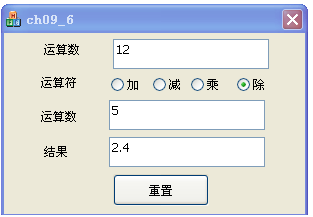 ch09_6
运算数 12
运算符 加 减 乘 除
运算数 5
结果 2.4
重置